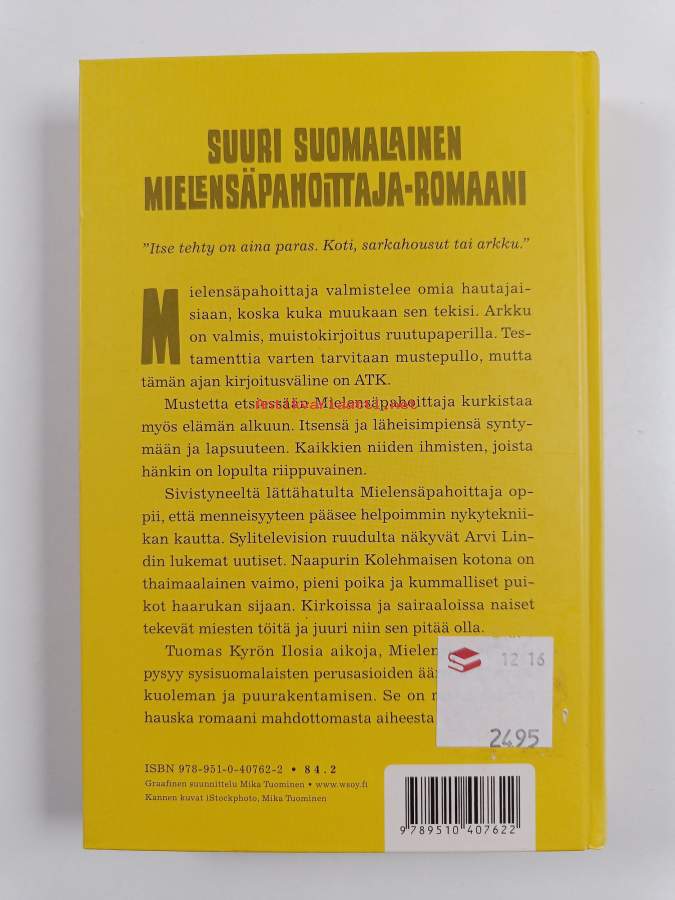 SUURI SUOMALAINEN
MIELENSÄPAHOITTAJA-ROMAANI
”Itse tehty on aina paras. Koti, sarkahousut tai arkku.”
Mielensäpahoittaja valmistelee omia hautajai-
siaan, koska kuka muukaan sen tekisi. Arkku
on valmis, muistokirjoitus ruutupaperilla. Tes-
tamenttia varten tarvitaan mustepullo, mutta
tämän ajan kirjoitusväline on ATK.
Mustetta etsiessään Mielensäpahoittaja kurkistaa
myös elämän alkuun. Itsensä ja läheisimpiensä synty-
mään ja lapsuuteen. Kaikkien niiden ihmisten, joista
hänkin on lopulta riippuvainen.
Sivistyneeltä lättähatulta Mielensäpahoittaja op-
pii, että menneisyyteen pääsee helpoimmin nykytekniikan
kautta. Sylitelevision ruudulta näkyvät Arvi Lin-
din lukemat uutiset. Naapurin Kolehmaisen kotona on
thaimaalainen vaimo, pieni poika ja kummalliset pui-
kot haarukan sijaan. Kirkoissa ja sairaaloissa naiset
tekevät miesten töitä ja juuri niin sen pitää olla.
Tuomas Kyrön Ilosia aikoja,
pysyy sysisuomalaisten perusasioiden
kuoleman ja puurakentamisen. Se on
hauska romaani mahdottomasta aiheesta
12 16
2495
ISBN 978-951-0-40762-2 • 84.2
Graafinen suunnittelu Mika Tuominen • www.wsoy.fi
Kannen kuvat iStockphoto, Mika Tuominen
9 789510 407622